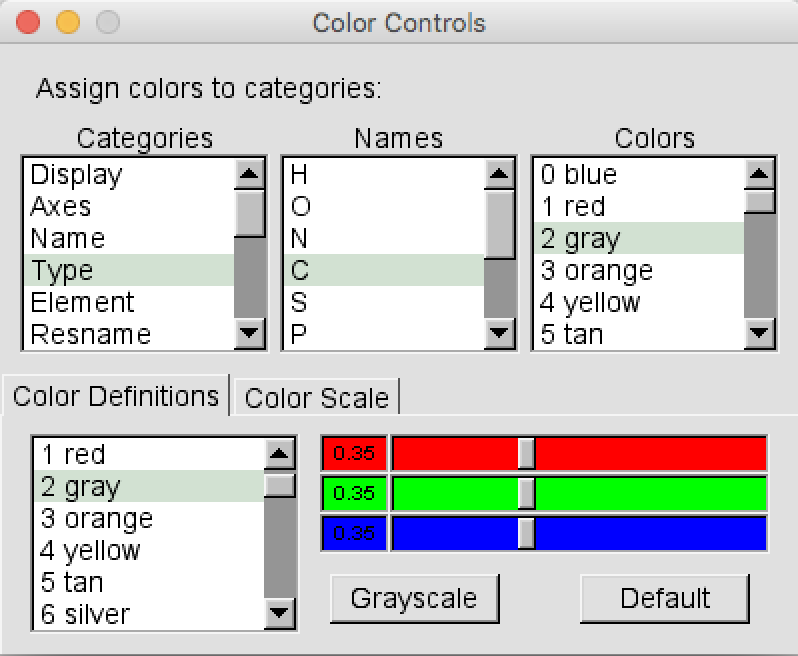 Color Controls
Assign colors to categories:
Categories
Names
Colors
Display
Axes
Name
Type
Element
Resname
H
O
N
C
S
P
0 blue
1 red
2 gray
3 orange
4 yellow
5 tan
Color Definitions
Color Scale
1 red
2 gray
3 orange
4 yellow
5 tan
6 silver
0.35
0.35
0.35
Grayscale
Default